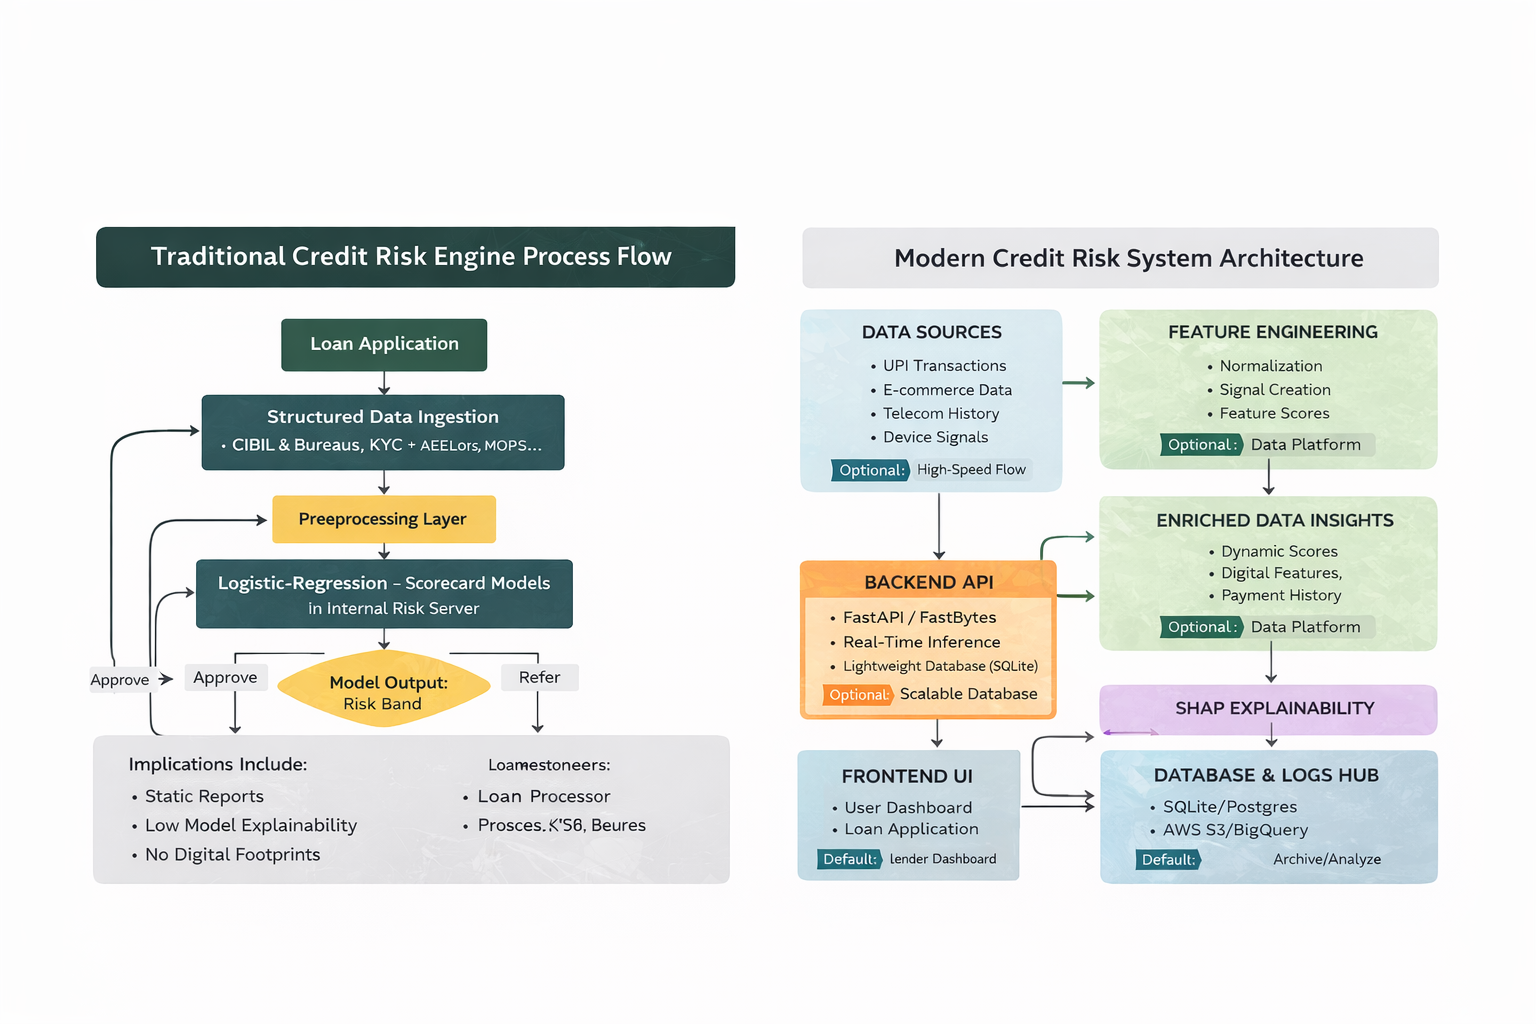 Traditional Credit Risk Engine Process Flow
Loan Application
Structured Data Ingestion
• CIBIL & Bureaus, KYC + AEELors, MOPS...
Preeprocessing Layer
Logistic-Regression – Scorecard Models
in Internal Risk Server
Approve
Approve
Model Output:
Risk Band
Refer
Implications Include:
• Static Reports
• Low Model Explainability
• No Digital Footprints
Loamestoneers:
• Loan Processor
• Prosces. K'S6, Beures
Modern Credit Risk System Architecture
DATA SOURCES
• UPI Transactions
• E-commerce Data
• Telecom History
• Device Signals
Optional: High-Speed Flow
FEATURE ENGINEERING
• Normalization
• Signal Creation
• Feature Scores
Optional: Data Platform
BACKEND API
• FastAPI / FastBytes
• Real-Time Inference
• Lightweight Database (SQLite)
Optional: Scalable Database
ENRICHED DATA INSIGHTS
• Dynamic Scores
• Digital Features,
• Payment History
Optional: Data Platform
SHAP EXPLAINABILITY
FRONTEND UI
• User Dashboard
• Loan Application
Default: lender Dashboard
DATABASE & LOGS HUB
• SQLite/Postgres
• AWS S3/BigQuery
Default: Archive/Analyze